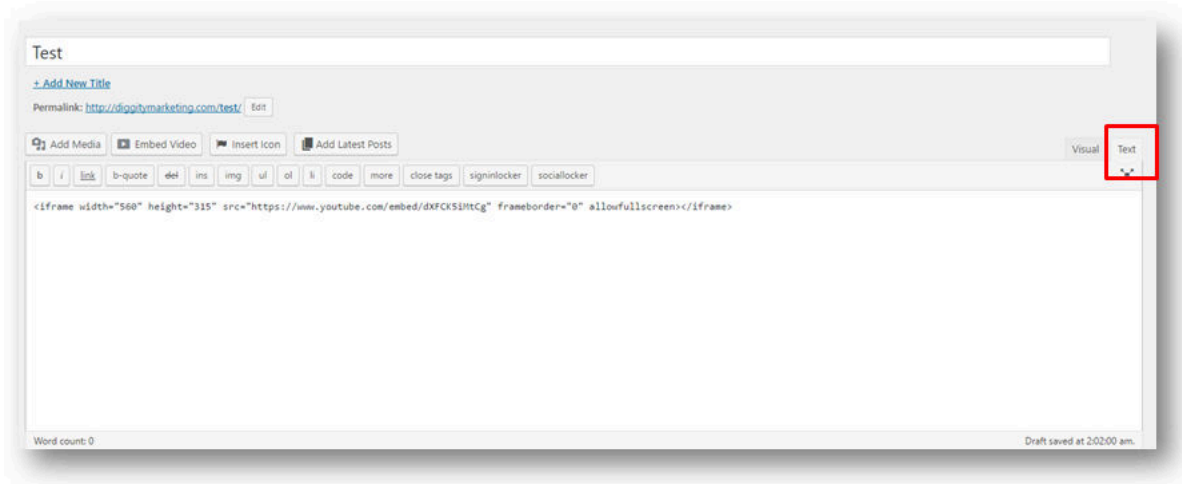 Test
+ Add New Title
Permalink: http://diggitymarketing.com/test/ Edit
Add Media Embed Video Insert Icon Add Latest Posts Visual Text
b i link b-quote del ins img ul ol li code more close tags signinlocker sociallocker
<iframe width="560" height="315" src="https://www.youtube.com/embed/dXFCK5iMtCg" frameborder="0" allowfullscreen></iframe>
Word count: 0 Draft saved at 2:02:00 am.